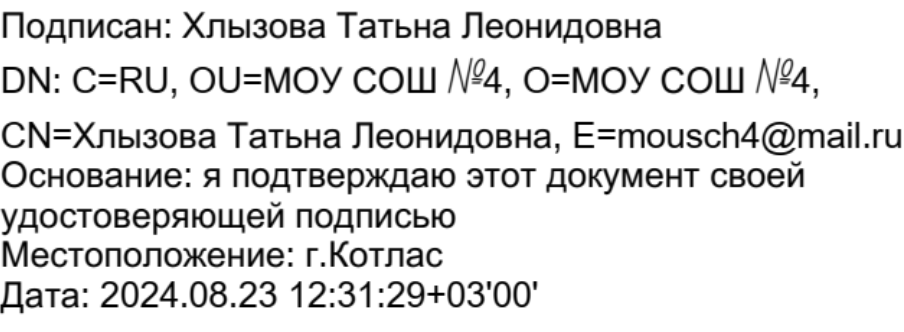 Подписан: Хлызова Татьна Леонидовна
DN: C=RU, OU=МОУ СОШ №4, O=МОУ СОШ №4,
CN=Хлызова Татьна Леонидовна, E=mousch4@mail.ru
Основание: я подтверждаю этот документ своей
удостоверяющей подписью
Местоположение: г.Котлас
Дата: 2024.08.23 12:31:29+03'00'